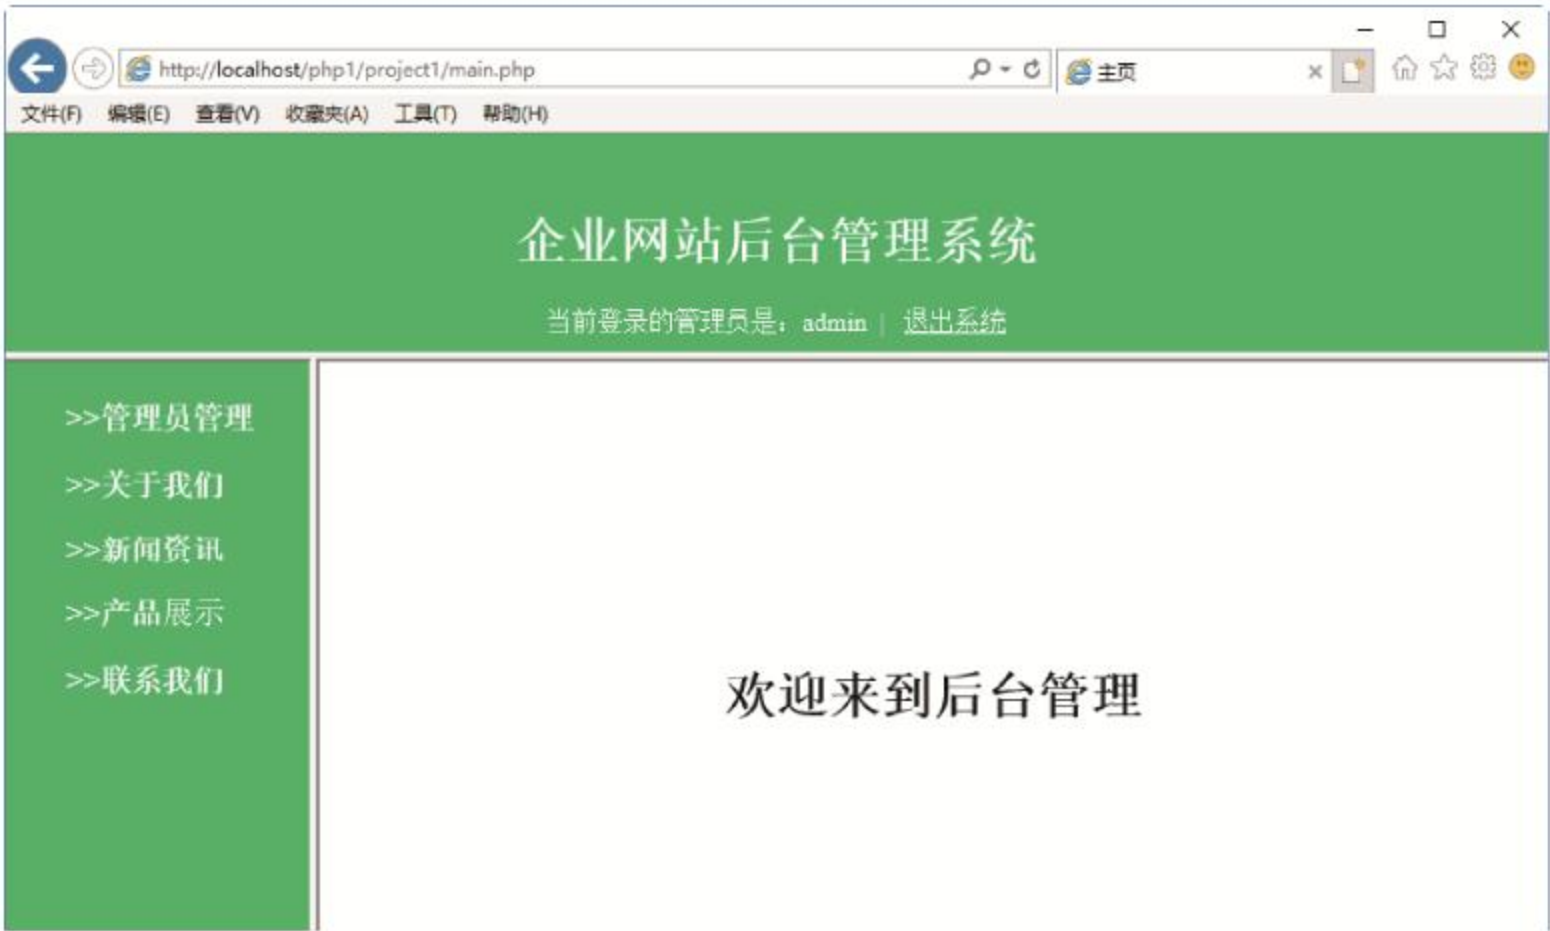 http://localhost/php1/project1/main.php
主页
文件(F) 编辑(E) 查看(V) 收藏夹(A) 工具(T) 帮助(H)
企业网站后台管理系统
当前登录的管理员是：admin | 退出系统
>>管理员管理
>>关于我们
>>新闻资讯
>>产品展示
>>联系我们
欢迎来到后台管理